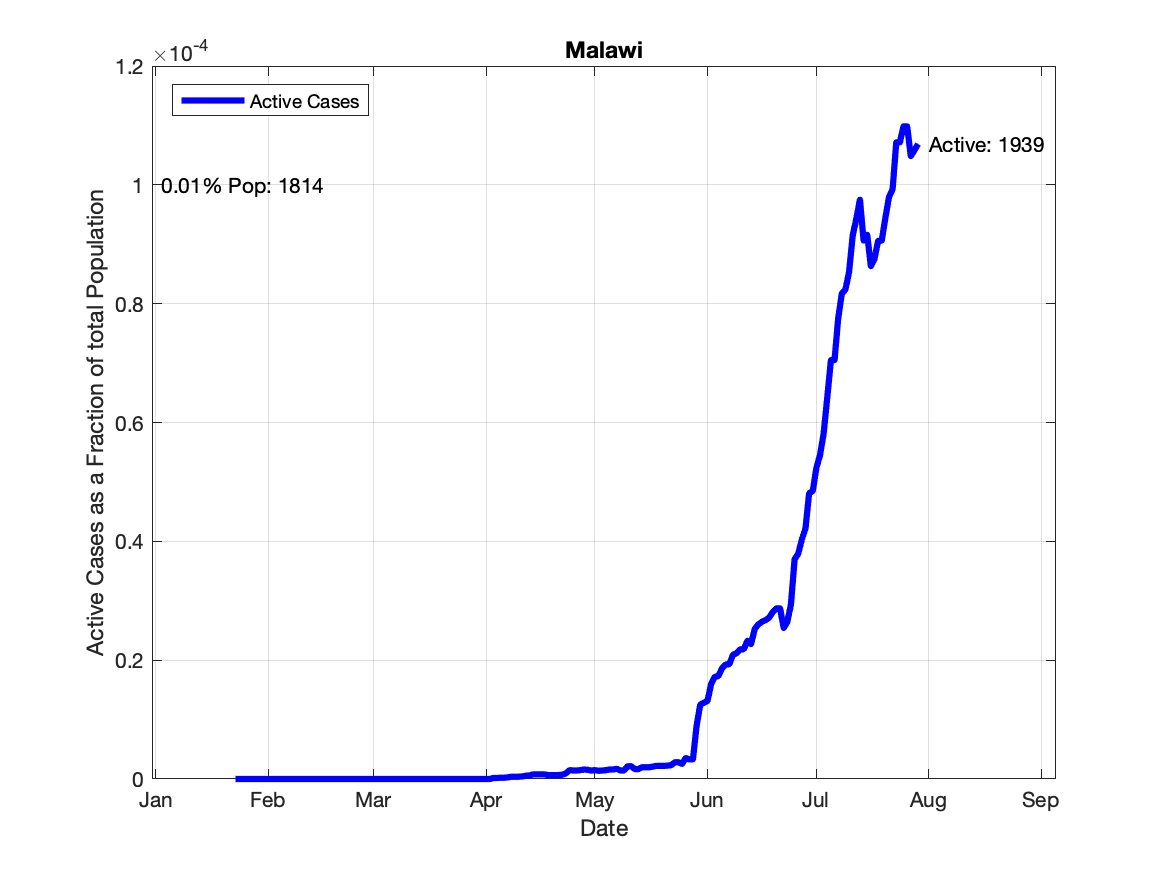 Malawi
×10-4
1.2
1
0.8
0.6
0.4
0.2
0
Active Cases
0.01% Pop: 1814
Active: 1939
Active Cases as a Fraction of total Population
Jan Feb Mar Apr May Jun Jul Aug Sep
Date